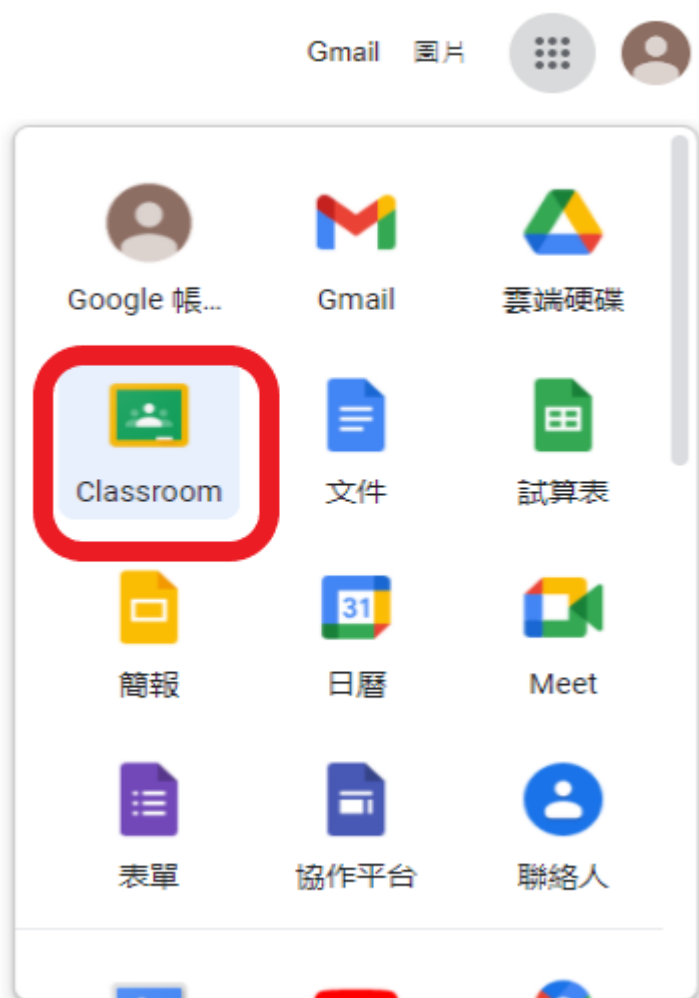 Gmail 圖片
Google 帳... Gmail 雲端硬碟
Classroom 文件 試算表
31
簡報 日曆 Meet
表單 協作平台 聯絡人